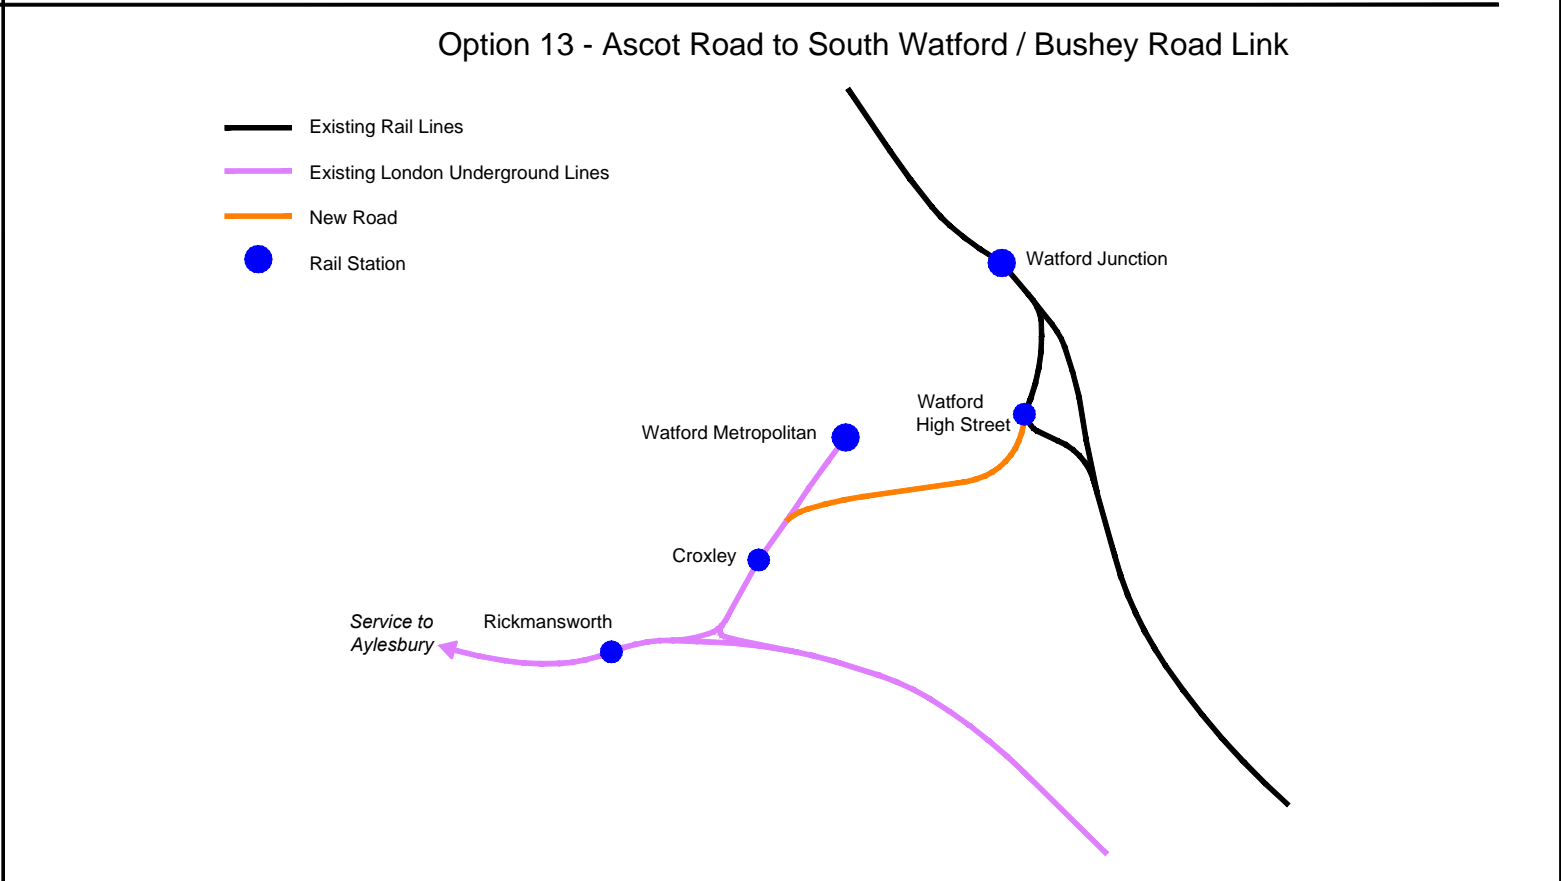 Option 13 - Ascot Road to South Watford / Bushey Road Link
Existing Rail Lines
Existing London Underground Lines
New Road
Rail Station
Watford Junction
Watford
High Street
Watford Metropolitan
Croxley
Rickmansworth
Service to
Aylesbury